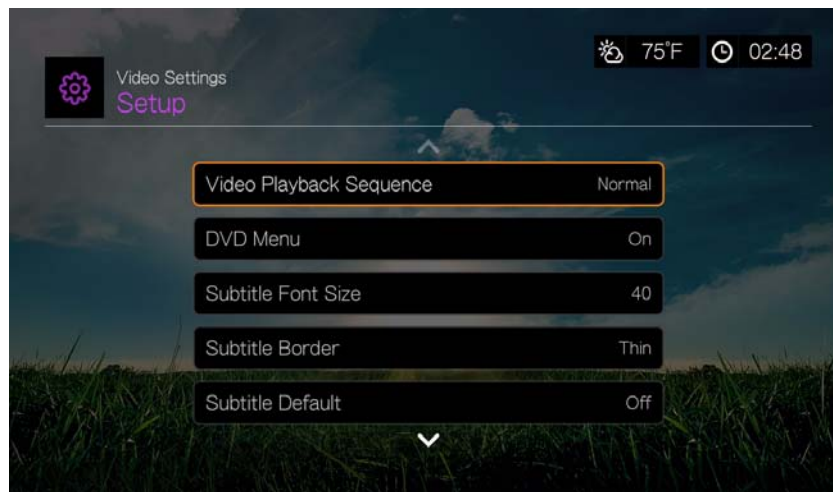 75°F 02:48
Video Settings
Setup
Video Playback Sequence Normal
DVD Menu On
Subtitle Font Size 40
Subtitle Border Thin
Subtitle Default Off